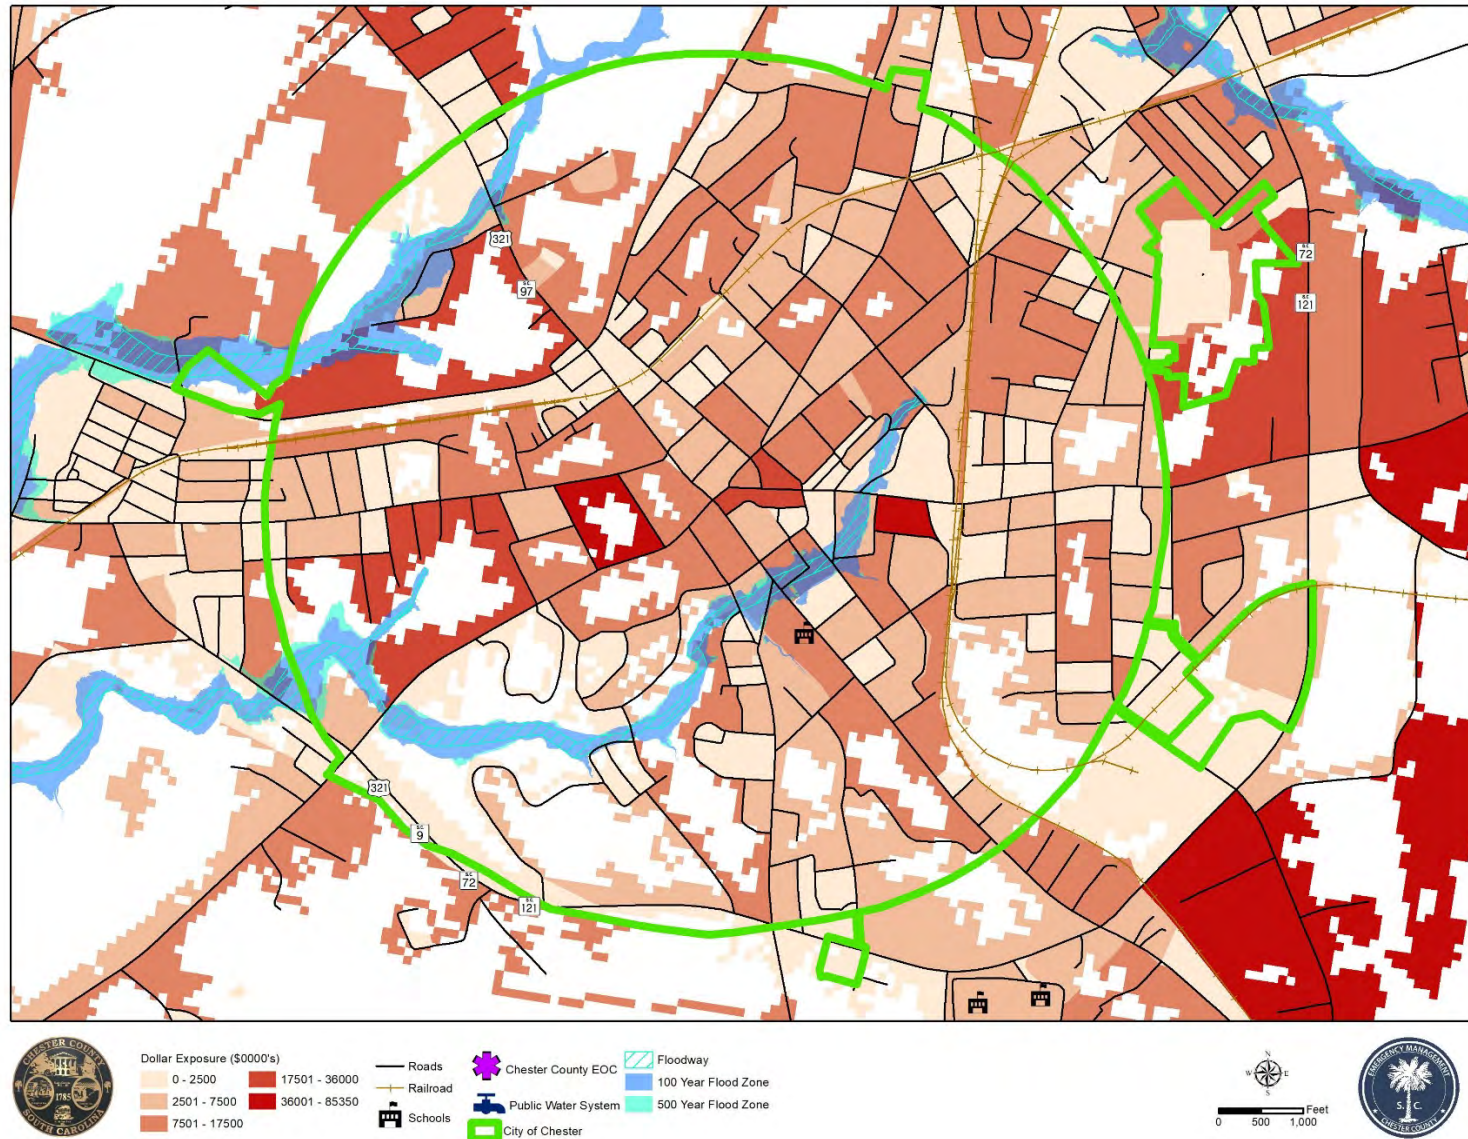 321
S.C.
97
S.C.
72
S.C.
121
321
S.C.
9
S.C.
72
S.C.
121
CHESTER COUNTY
1785
SOUTH CAROLINA
Dollar Exposure ($0000's)
0 - 2500
2501 - 7500
7501 - 17500
17501 - 36000
36001 - 85350
Roads
Railroad
Schools
Chester County EOC
Public Water System
City of Chester
Floodway
100 Year Flood Zone
500 Year Flood Zone
N
W E
S
Feet
0 500 1,000
EMERGENCY MANAGEMENT
S. C.
CHESTER COUNTY